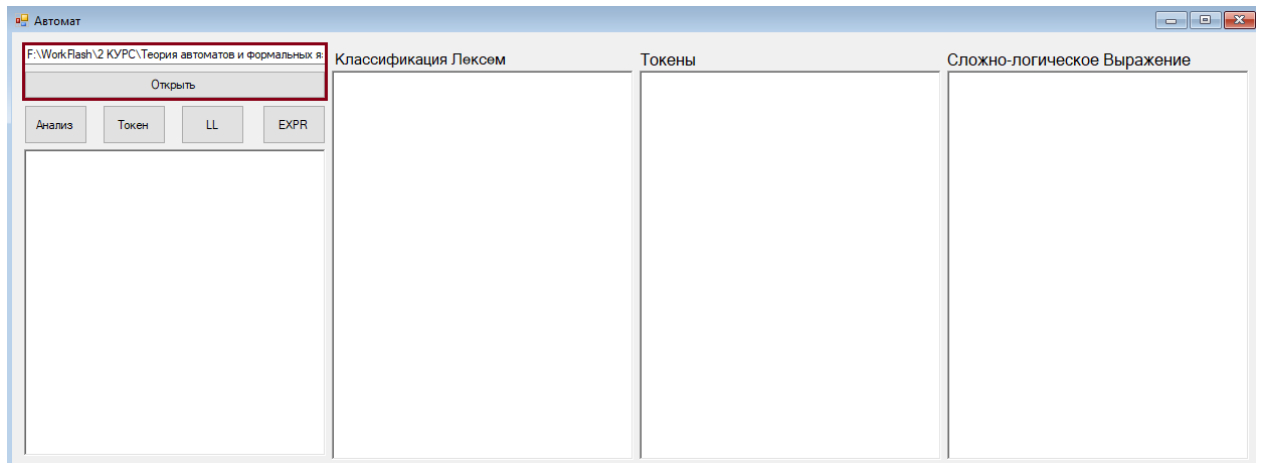 Автомат
F:\WorkFlash\2 КУРС\Теория автоматов и формальных я
Открыть
Анализ Токен LL EXPR
Классификация Лексем
Токены
Сложно-логическое Выражение